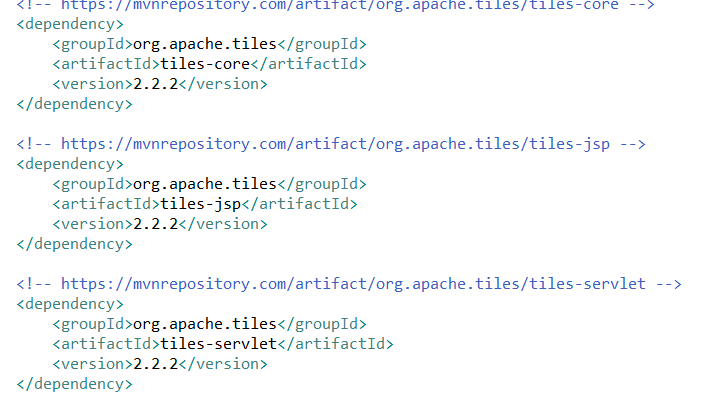 <!-- https://mvnrepository.com/artifact/org.apache.tiles/tiles-core -->
<dependency>
    <groupId>org.apache.tiles</groupId>
    <artifactId>tiles-core</artifactId>
    <version>2.2.2</version>
</dependency>

<!-- https://mvnrepository.com/artifact/org.apache.tiles/tiles-jsp -->
<dependency>
    <groupId>org.apache.tiles</groupId>
    <artifactId>tiles-jsp</artifactId>
    <version>2.2.2</version>
</dependency>

<!-- https://mvnrepository.com/artifact/org.apache.tiles/tiles-servlet -->
<dependency>
    <groupId>org.apache.tiles</groupId>
    <artifactId>tiles-servlet</artifactId>
    <version>2.2.2</version>
</dependency>